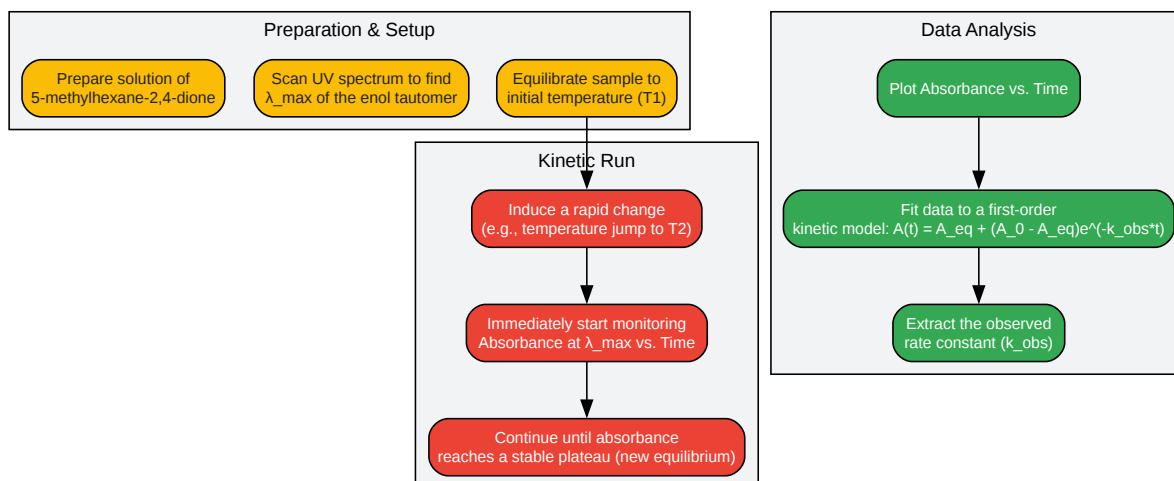 Preparation & Setup
Prepare solution of
5-methylhexane-2,4-dione
Scan UV spectrum to find
λ_max of the enol tautomer
Equilibrate sample to
initial temperature (T1)
Kinetic Run
Induce a rapid change
(e.g., temperature jump to T2)
Immediately start monitoring
Absorbance at λ_max vs. Time
Continue until absorbance
reaches a stable plateau (new equilibrium)
Data Analysis
Plot Absorbance vs. Time
Fit data to a first-order
kinetic model: A(t) = A_eq + (A_0 - A_eq)e^(-k_obs*t)
Extract the observed
rate constant (k_obs)